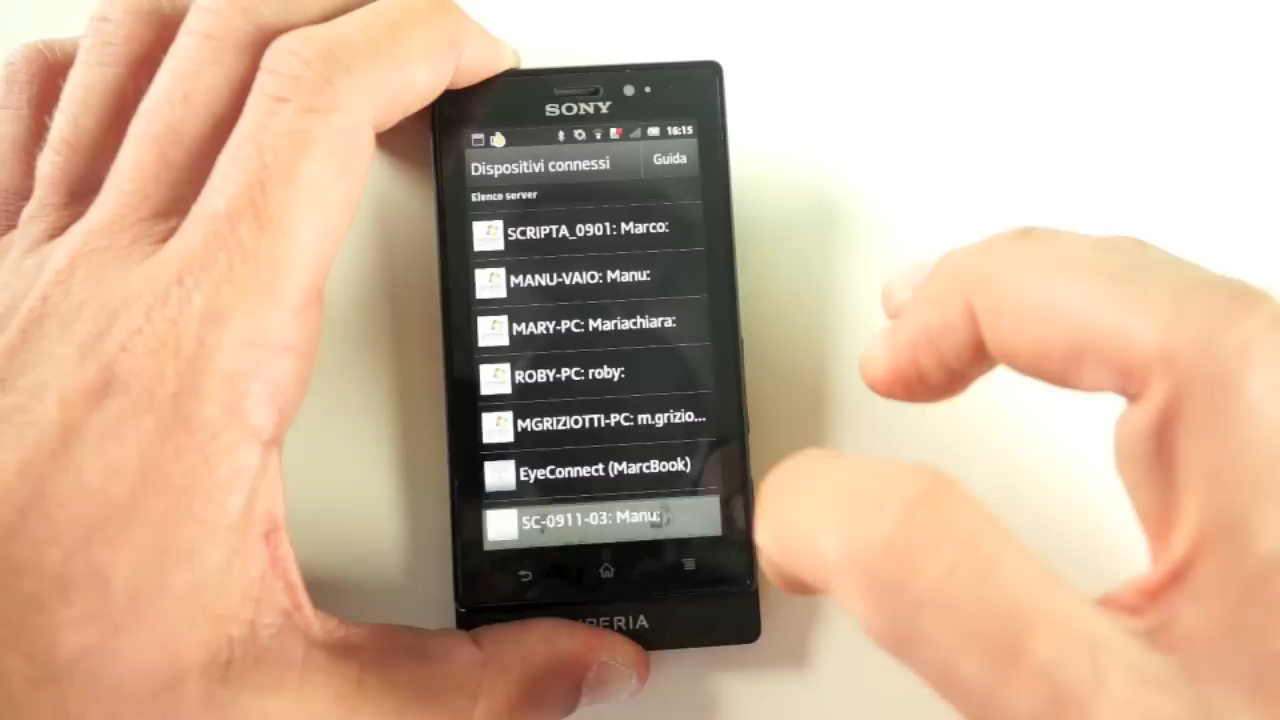 SONY
16:15
Dispositivi connessi
Guida
Elenco server
SCRIPTA_0901: Marco:
MANU-VAIO: Manu:
MARY-PC: Mariachiara:
ROBY-PC: roby:
MGRIZIOTTI-PC: m.grizio...
EyeConnect (MarcBook)
SC-0911-03: Manu:
PERIA